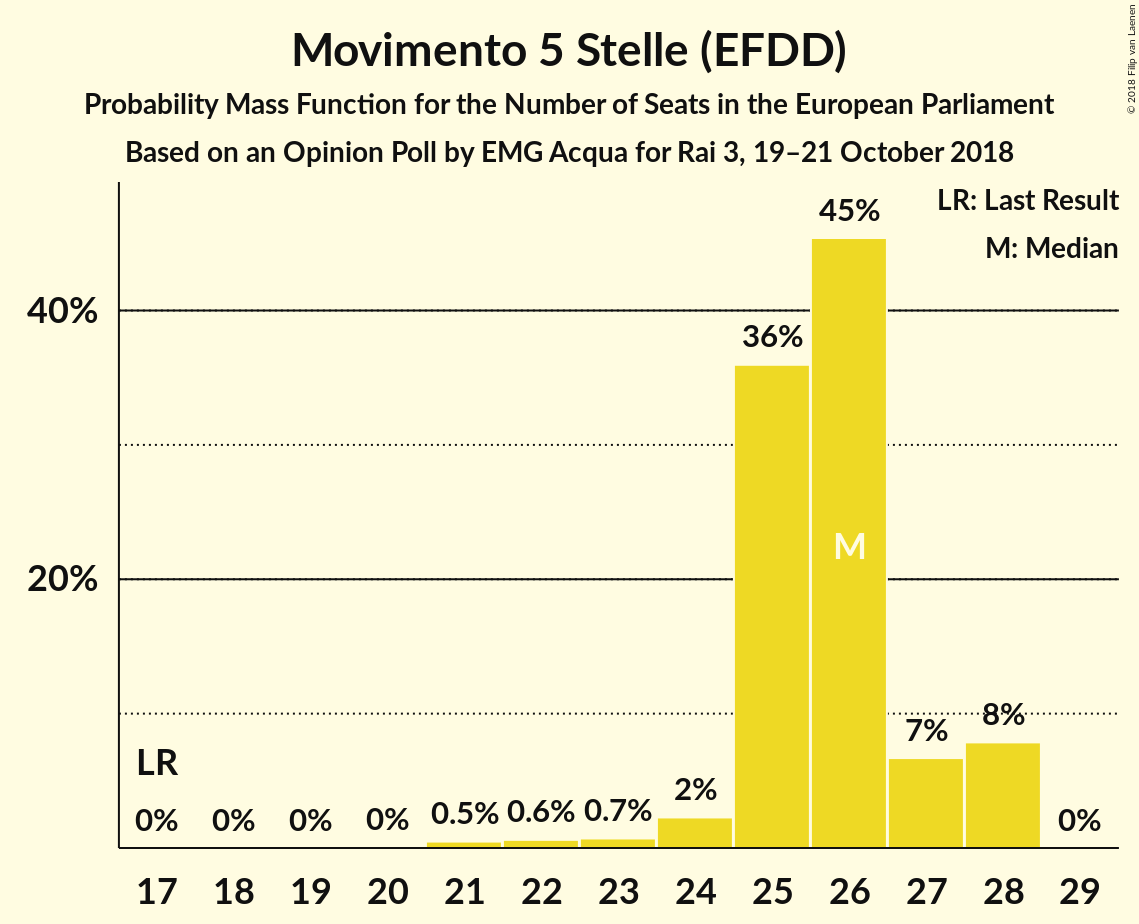 Movimento 5 Stelle (EFDD)
Probability Mass Function for the Number of Seats in the European Parliament
Based on an Opinion Poll by EMG Acqua for Rai 3, 19–21 October 2018
© 2018 Filip van Laenen
LR: Last Result
M: Median
45%
40%
36%
M
20%
8%
7%
LR
2%
0% 0% 0% 0% 0.5% 0.6% 0.7% 0%
17 18 19 20 21 22 23 24 25 26 27 28 29